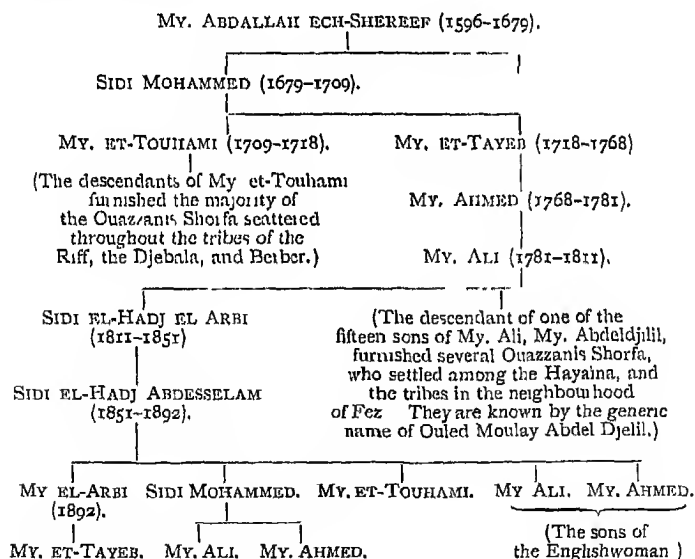 MY. ABDALLAH ECH-SHEREEF (1596-1679).
SIDI MOHAMMED (1679-1709).
MY. ET-TOUHAMI (1709-1718). MY. ET-TAYEB (1718-1768)
(The descendants of My et-Touhami
furnished the majority of
the Ouazzanis Shorfa scattered
throughout the tribes of the
Riff, the Djebala, and Berber.)
MY. AHMED (1768-1781).
MY. ALI (1781-1811).
SIDI EL-HADJ EL ARBI
(1811-1851)
SIDI EL-HADJ ABDESSELAM
(1851-1892).
(The descendant of one of the
fifteen sons of My. Ali, My. Abdeldjilil,
furnished several Ouazzanis Shorfa,
who settled among the Hayaina, and
the tribes in the neighbourhood
of Fez They are known by the generic
name of Ouled Moulay Abdel Djelil.)
MY EL-ARBI SIDI MOHAMMED. MY. ET-TOUHAMI. MY ALI. MY. AHMED.
(1892.)
(The sons of
the Englishwoman)
MY. ET-TAYEB. MY. ALI. MY. AHMED.